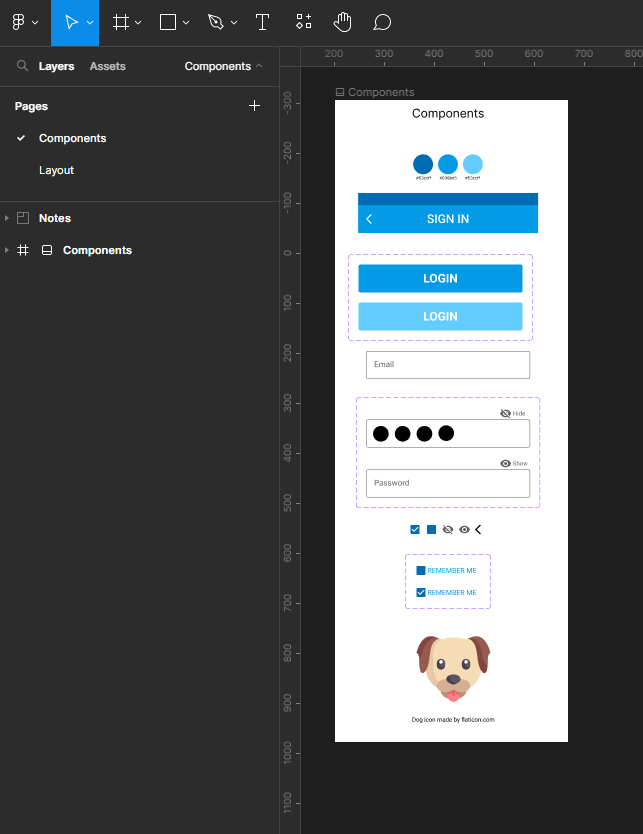 200 300 400 500 600 700 800
Layers Assets Components
Pages
Components
Layout
Notes
Components
-300
-200
-100
0
100
200
300
400
500
600
700
800
900
1000
1100
Components
Components
#53ccff #039be5 #53ccff
SIGN IN
LOGIN
LOGIN
Email
Hide
Show
Password
REMEMBER ME
REMEMBER ME
Dog icon made by flaticon.com